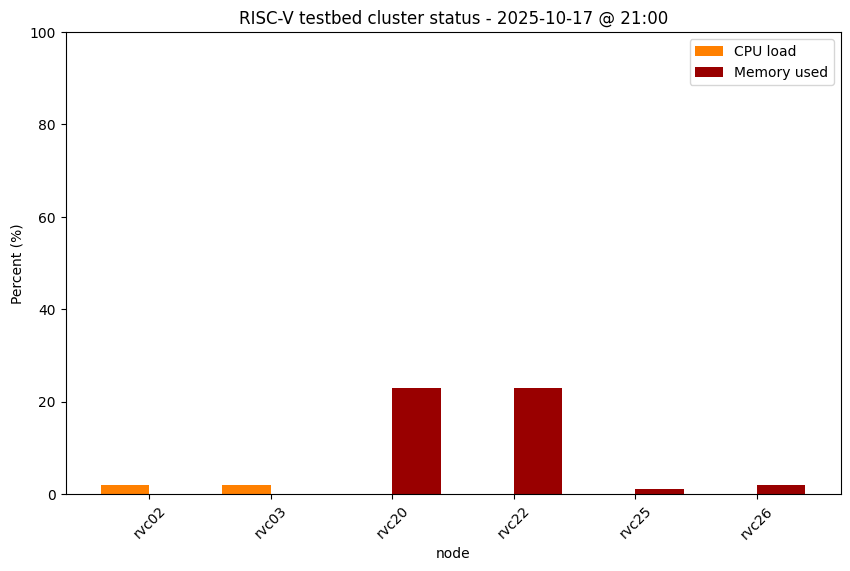 RISC-V testbed cluster status - 2025-10-17 @ 21:00
CPU load
Memory used
Percent (%)
100
80
60
40
20
0
rvc02
rvc03
rvc20
rvc22
rvc25
rvc26
node